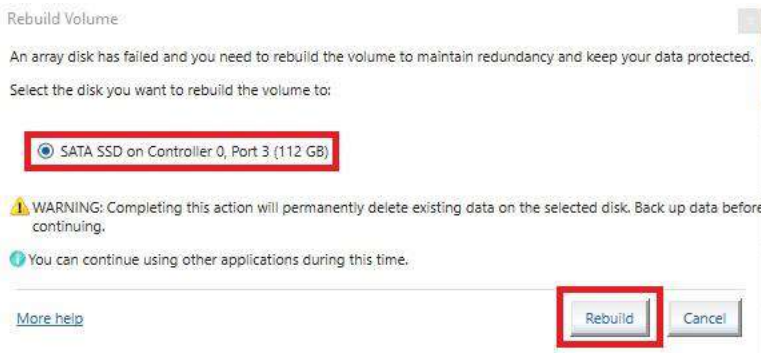 Rebuild Volume
An array disk has failed and you need to rebuild the volume to maintain redundancy and keep your data protected.
Select the disk you want to rebuild the volume to:
SATA SSD on Controller 0, Port 3 (112 GB)
WARNING: Completing this action will permanently delete existing data on the selected disk. Back up data before
continuing.
You can continue using other applications during this time.
More help
Rebuild
Cancel